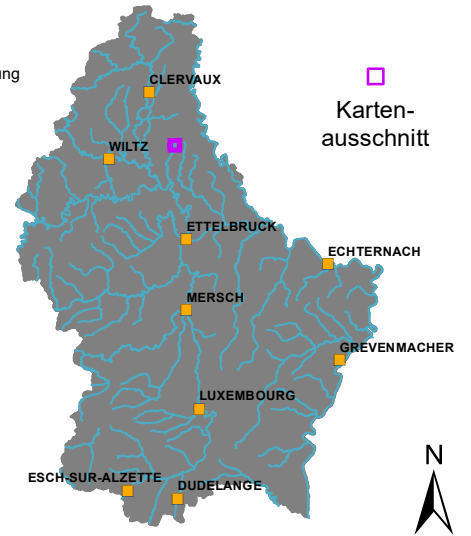 ung
CLERVAUX
Karten-
ausschnitt
WILTZ
ETTELBRUCK
ECHTERNACH
MERSCH
GREVENMACHER
LUXEMBOURG
N
ESCH-SUR-ALZETTE
DUDELANGE